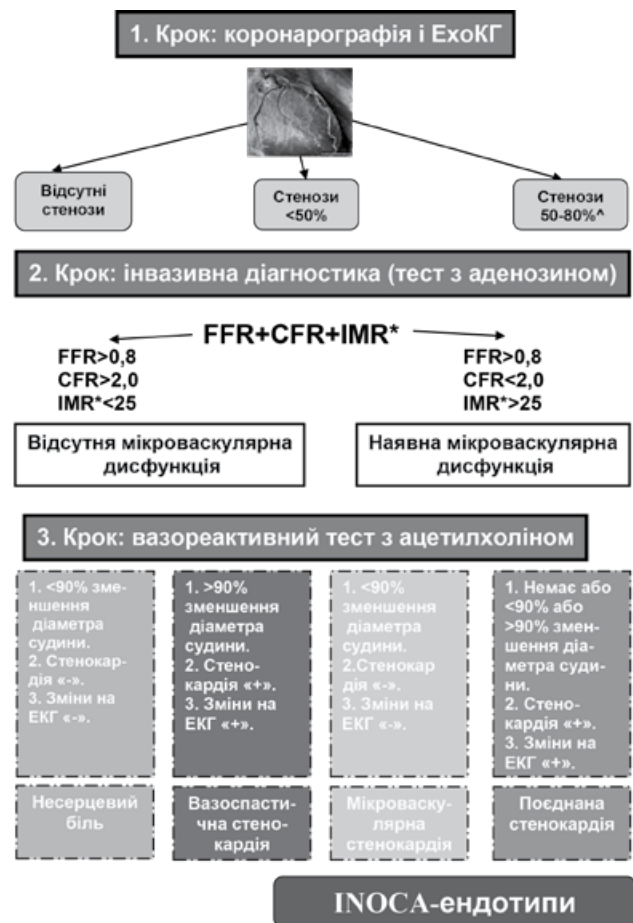 1. Крок: коронарографія і ЕхоКГ
Відсутні
стенози
Стенози
<50%
Стенози
50-80%^
2. Крок: інвазивна діагностика (тест з аденозином)
FFR+CFR+IMR*
FFR>0,8
CFR>2,0
IMR*<25
FFR>0,8
CFR<2,0
IMR*>25
Відсутня мікроваскулярна
дисфункція
Наявна мікроваскулярна
дисфункція
3. Крок: вазореактивний тест з ацетилхоліном
1. <90% зме-
ншення
діаметра
судини.
2. Стенокар-
дія «-».
3. Зміни на
ЕКГ «-».
1. >90%
зменшення
діаметра
судини.
2. Стено-
кардія «+».
3. Зміни на
ЕКГ «+».
1. <90%
зменшення
діаметра
судини.
2.Стенокар
дія «-».
3. Зміни на
ЕКГ «-».
1. Немає або
<90% або
>90% змен-
шення діа-
метра суди-
ни.
2. Стено-
кардія «+».
3. Зміни на
ЕКГ «+».
Несерцевий
біль
Вазоспасти-
чна стено-
кардія
Мікроваску-
лярна
стенокардія
Поєднана
стенокардія
INOCA-ендотипи